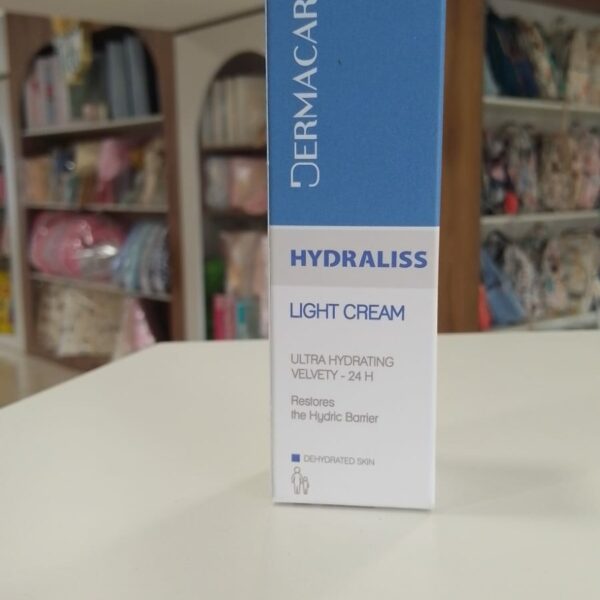 DERMACAR
HYDRALISS
LIGHT CREAM
ULTRA HYDRATING
VELVETY - 24 H
Restores
the Hydric Barrier
DEHYDRATED SKIN